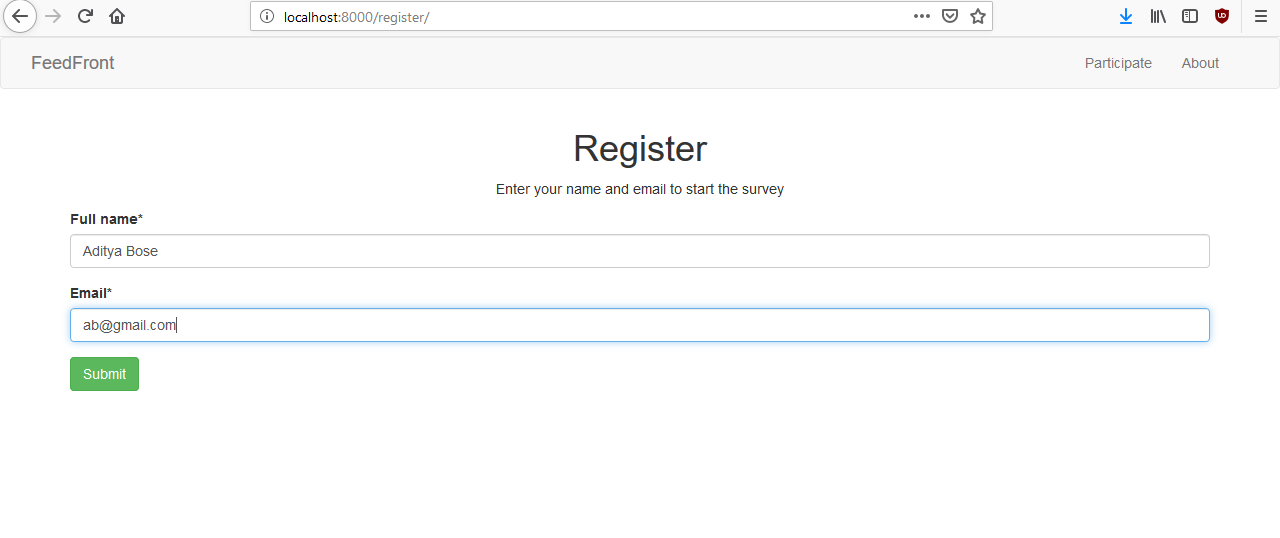 localhost:8000/register/
FeedFront
Participate
About
Register
Enter your name and email to start the survey
Full name*
Aditya Bose
Email*
ab@gmail.com
Submit